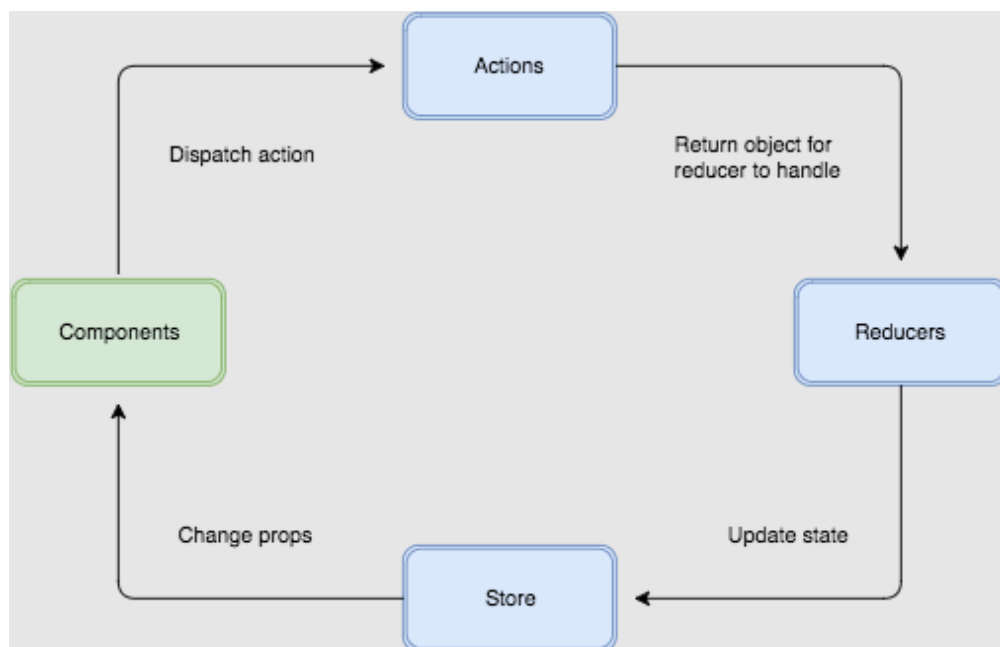 Actions
Dispatch action
Return object for
reducer to handle
Components
Reducers
Change props
Update state
Store